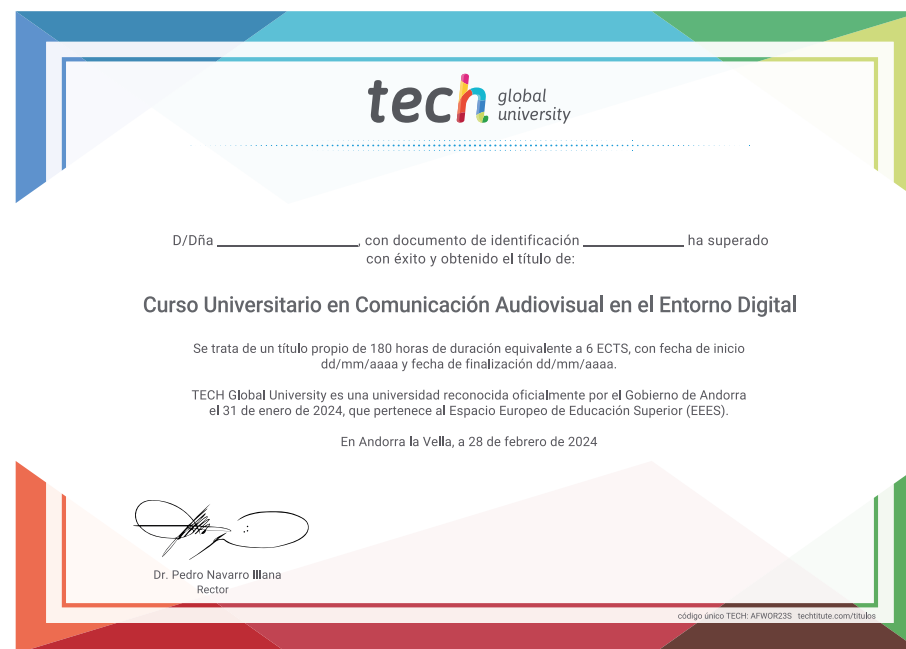 tech global
university
D/Dña ____________________, con documento de identificación ______________ ha superado
con éxito y obtenido el título de:
Curso Universitario en Comunicación Audiovisual en el Entorno Digital
Se trata de un título propio de 180 horas de duración equivalente a 6 ECTS, con fecha de inicio
dd/mm/aaaa y fecha de finalización dd/mm/aaaa.
TECH Global University es una universidad reconocida oficialmente por el Gobierno de Andorra
el 31 de enero de 2024, que pertenece al Espacio Europeo de Educación Superior (EEES).
En Andorra la Vella, a 28 de febrero de 2024
Dr. Pedro Navarro Illana
Rector
código único TECH: AFWOR23S techtitute.com/titulos